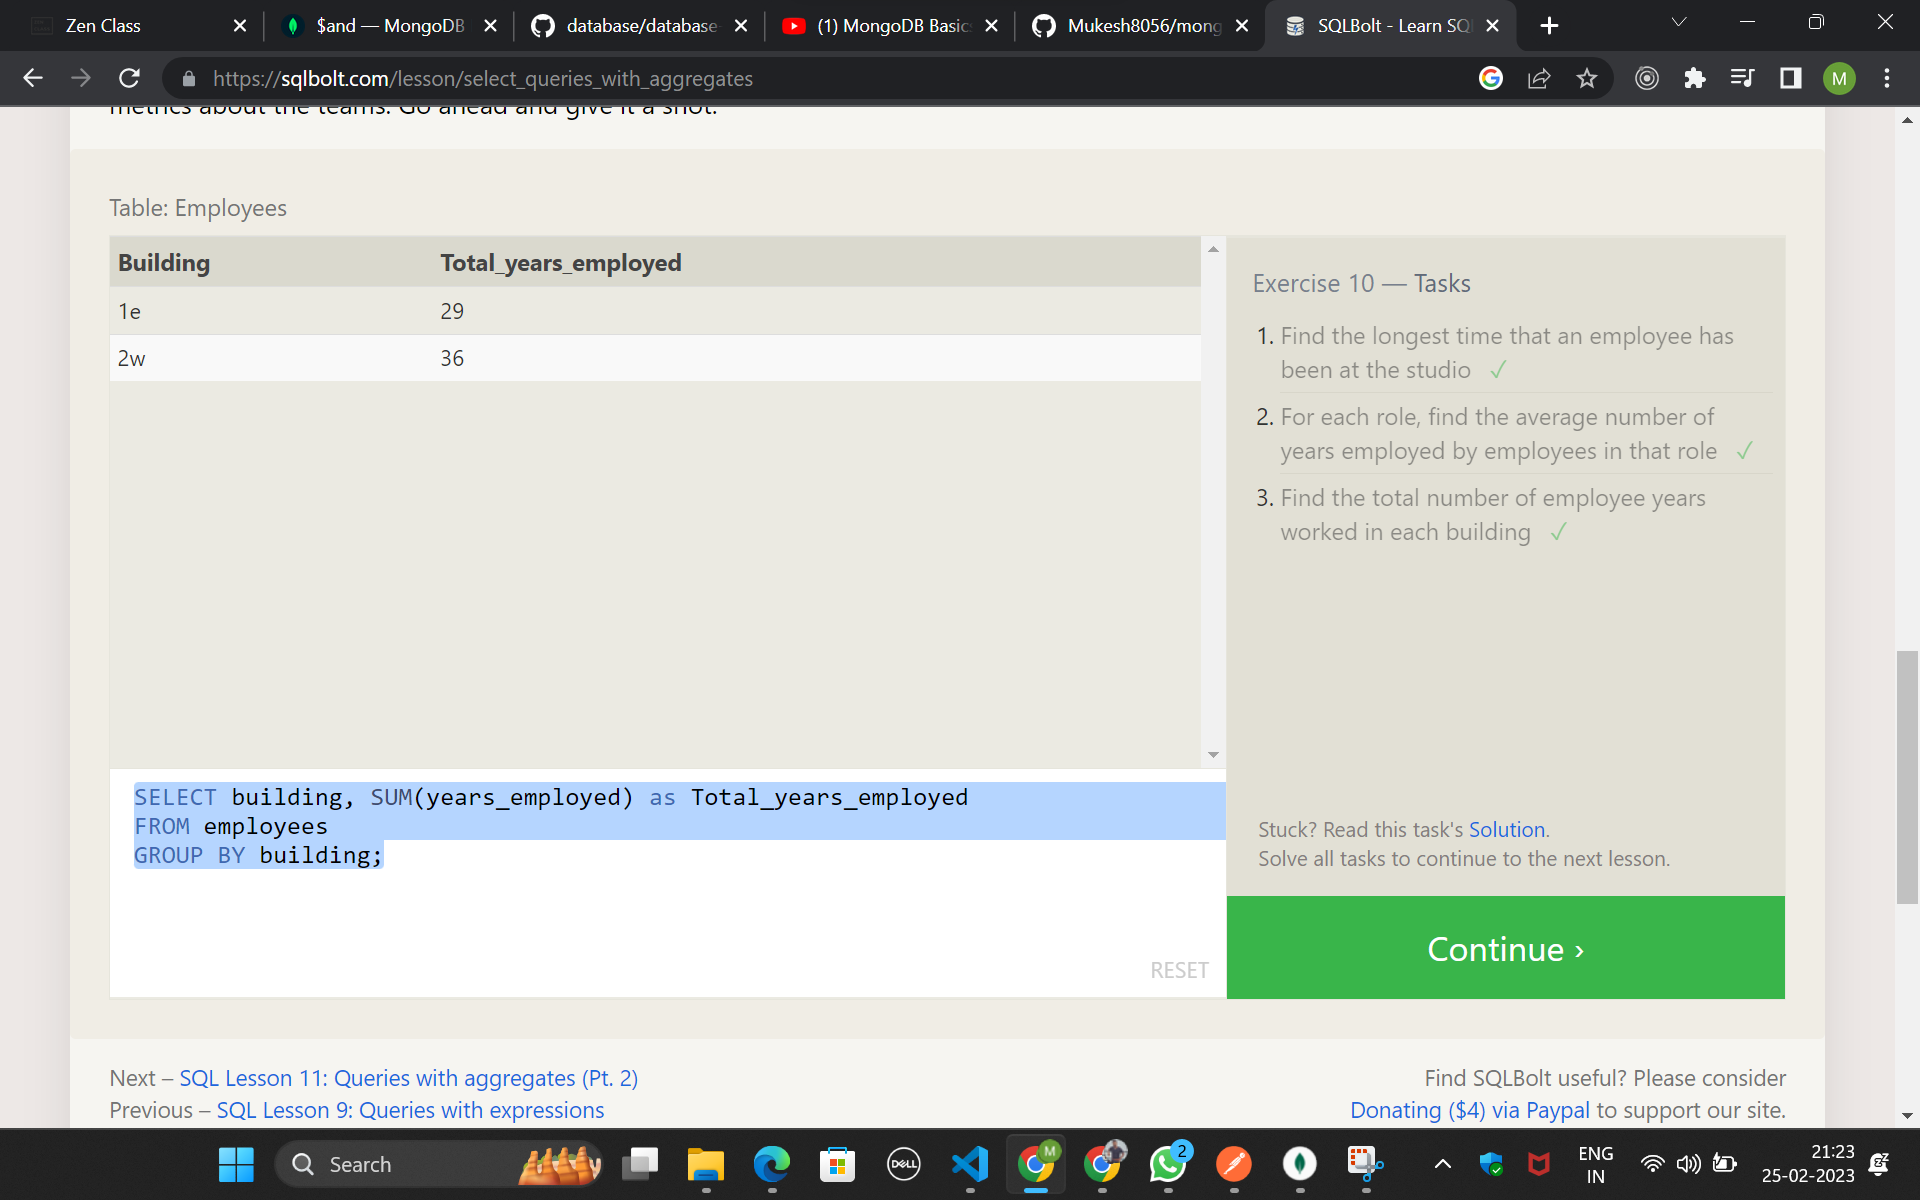 Zen Class
$and — MongoDB
database/database-
(1) MongoDB Basic
Mukesh8056/mong
SQLBolt - Learn SQ
https://sqlbolt.com/lesson/select_queries_with_aggregates
M
metrics about the teams. Go ahead and give it a shot.
Table: Employees
Building Total_years_employed
1e 29
2w 36
Exercise 10 — Tasks
1. Find the longest time that an employee has
been at the studio ✓
2. For each role, find the average number of
years employed by employees in that role ✓
3. Find the total number of employee years
worked in each building ✓
SELECT building, SUM(years_employed) as Total_years_employed
FROM employees
GROUP BY building;
RESET
Stuck? Read this task's Solution.
Solve all tasks to continue to the next lesson.
Continue ›
Next – SQL Lesson 11: Queries with aggregates (Pt. 2)
Previous – SQL Lesson 9: Queries with expressions
Find SQLBolt useful? Please consider
Donating ($4) via Paypal to support our site.
Search
DELL
M
2
ENG
IN
21:23
25-02-2023